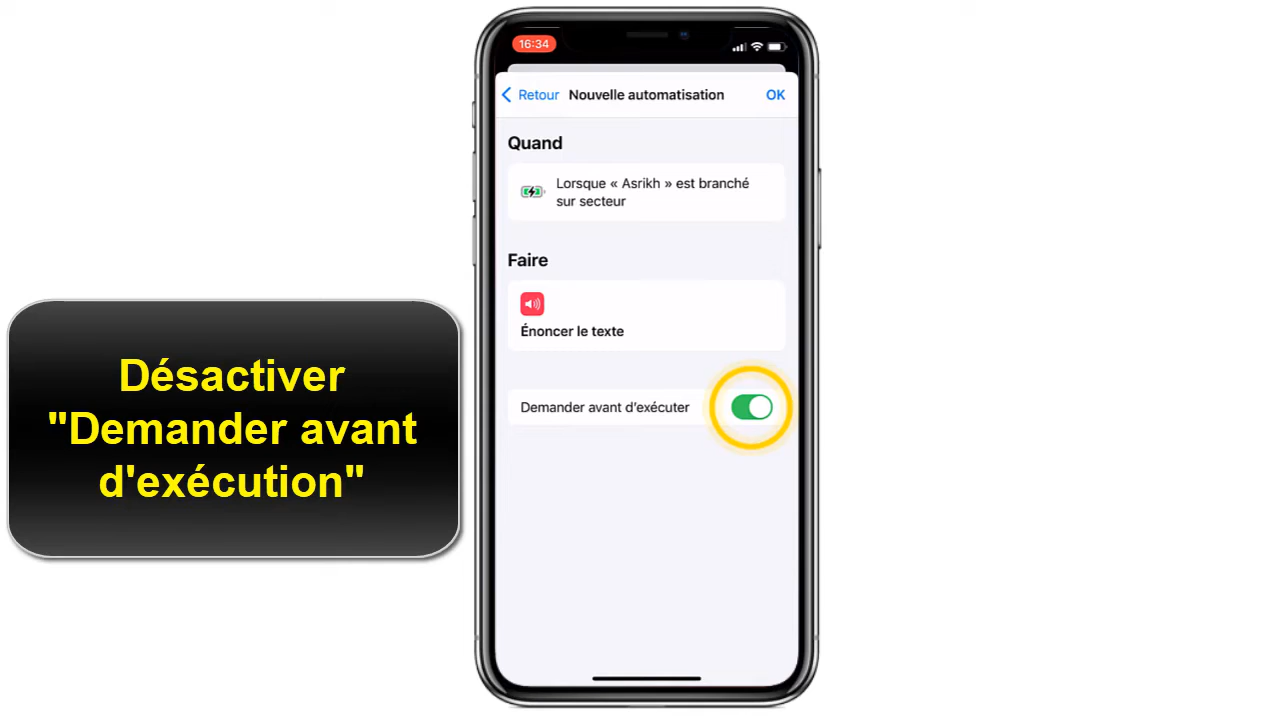 16:34
Retour Nouvelle automatisation OK
Quand
Lorsque « Asrikh » est branché
sur secteur
Faire
Énoncer le texte
Demander avant d'exécuter
Désactiver
"Demander avant
d'exécution"